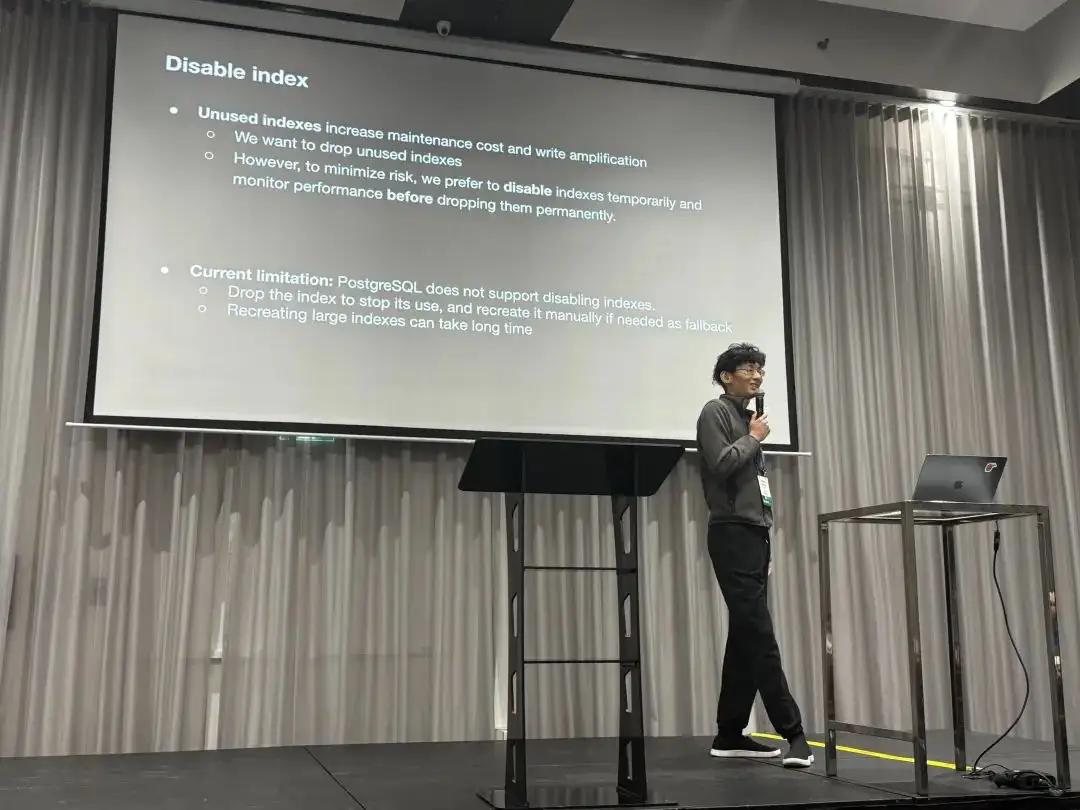 Disable index
• Unused indexes increase maintenance cost and write amplification
○ We want to drop unused indexes
○ However, to minimize risk, we prefer to disable indexes temporarily and
monitor performance before dropping them permanently.
• Current limitation: PostgreSQL does not support disabling indexes.
○ Drop the index to stop its use, and recreate it manually if needed as fallback
○ Recreating large indexes can take long time